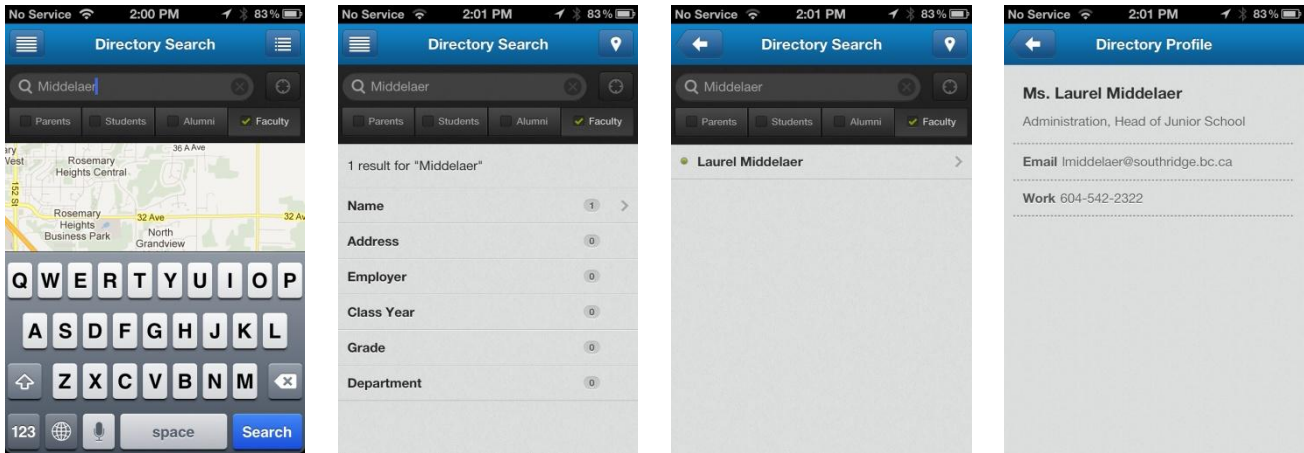 No Service 2:00 PM 83%
Directory Search
Middelaer
Parents Students Alumni Faculty
36 A Ave
West
Rosemary
Heights Central
152 St
Rosemary
Heights
Business Park
32 Ave
32 Av
North
Grandview
Q W E R T Y U I O P
A S D F G H J K L
Z X C V B N M
123 space Search
No Service 2:01 PM 83%
Directory Search
Middelaer
Parents Students Alumni Faculty
1 result for "Middelaer"
Name 1
Address 0
Employer 0
Class Year 0
Grade 0
Department 0
No Service 2:01 PM 83%
Directory Search
Middelaer
Parents Students Alumni Faculty
Laurel Middelaer
No Service 2:01 PM 83%
Directory Profile
Ms. Laurel Middelaer
Administration, Head of Junior School
Email lmiddelaer@southridge.bc.ca
Work 604-542-2322